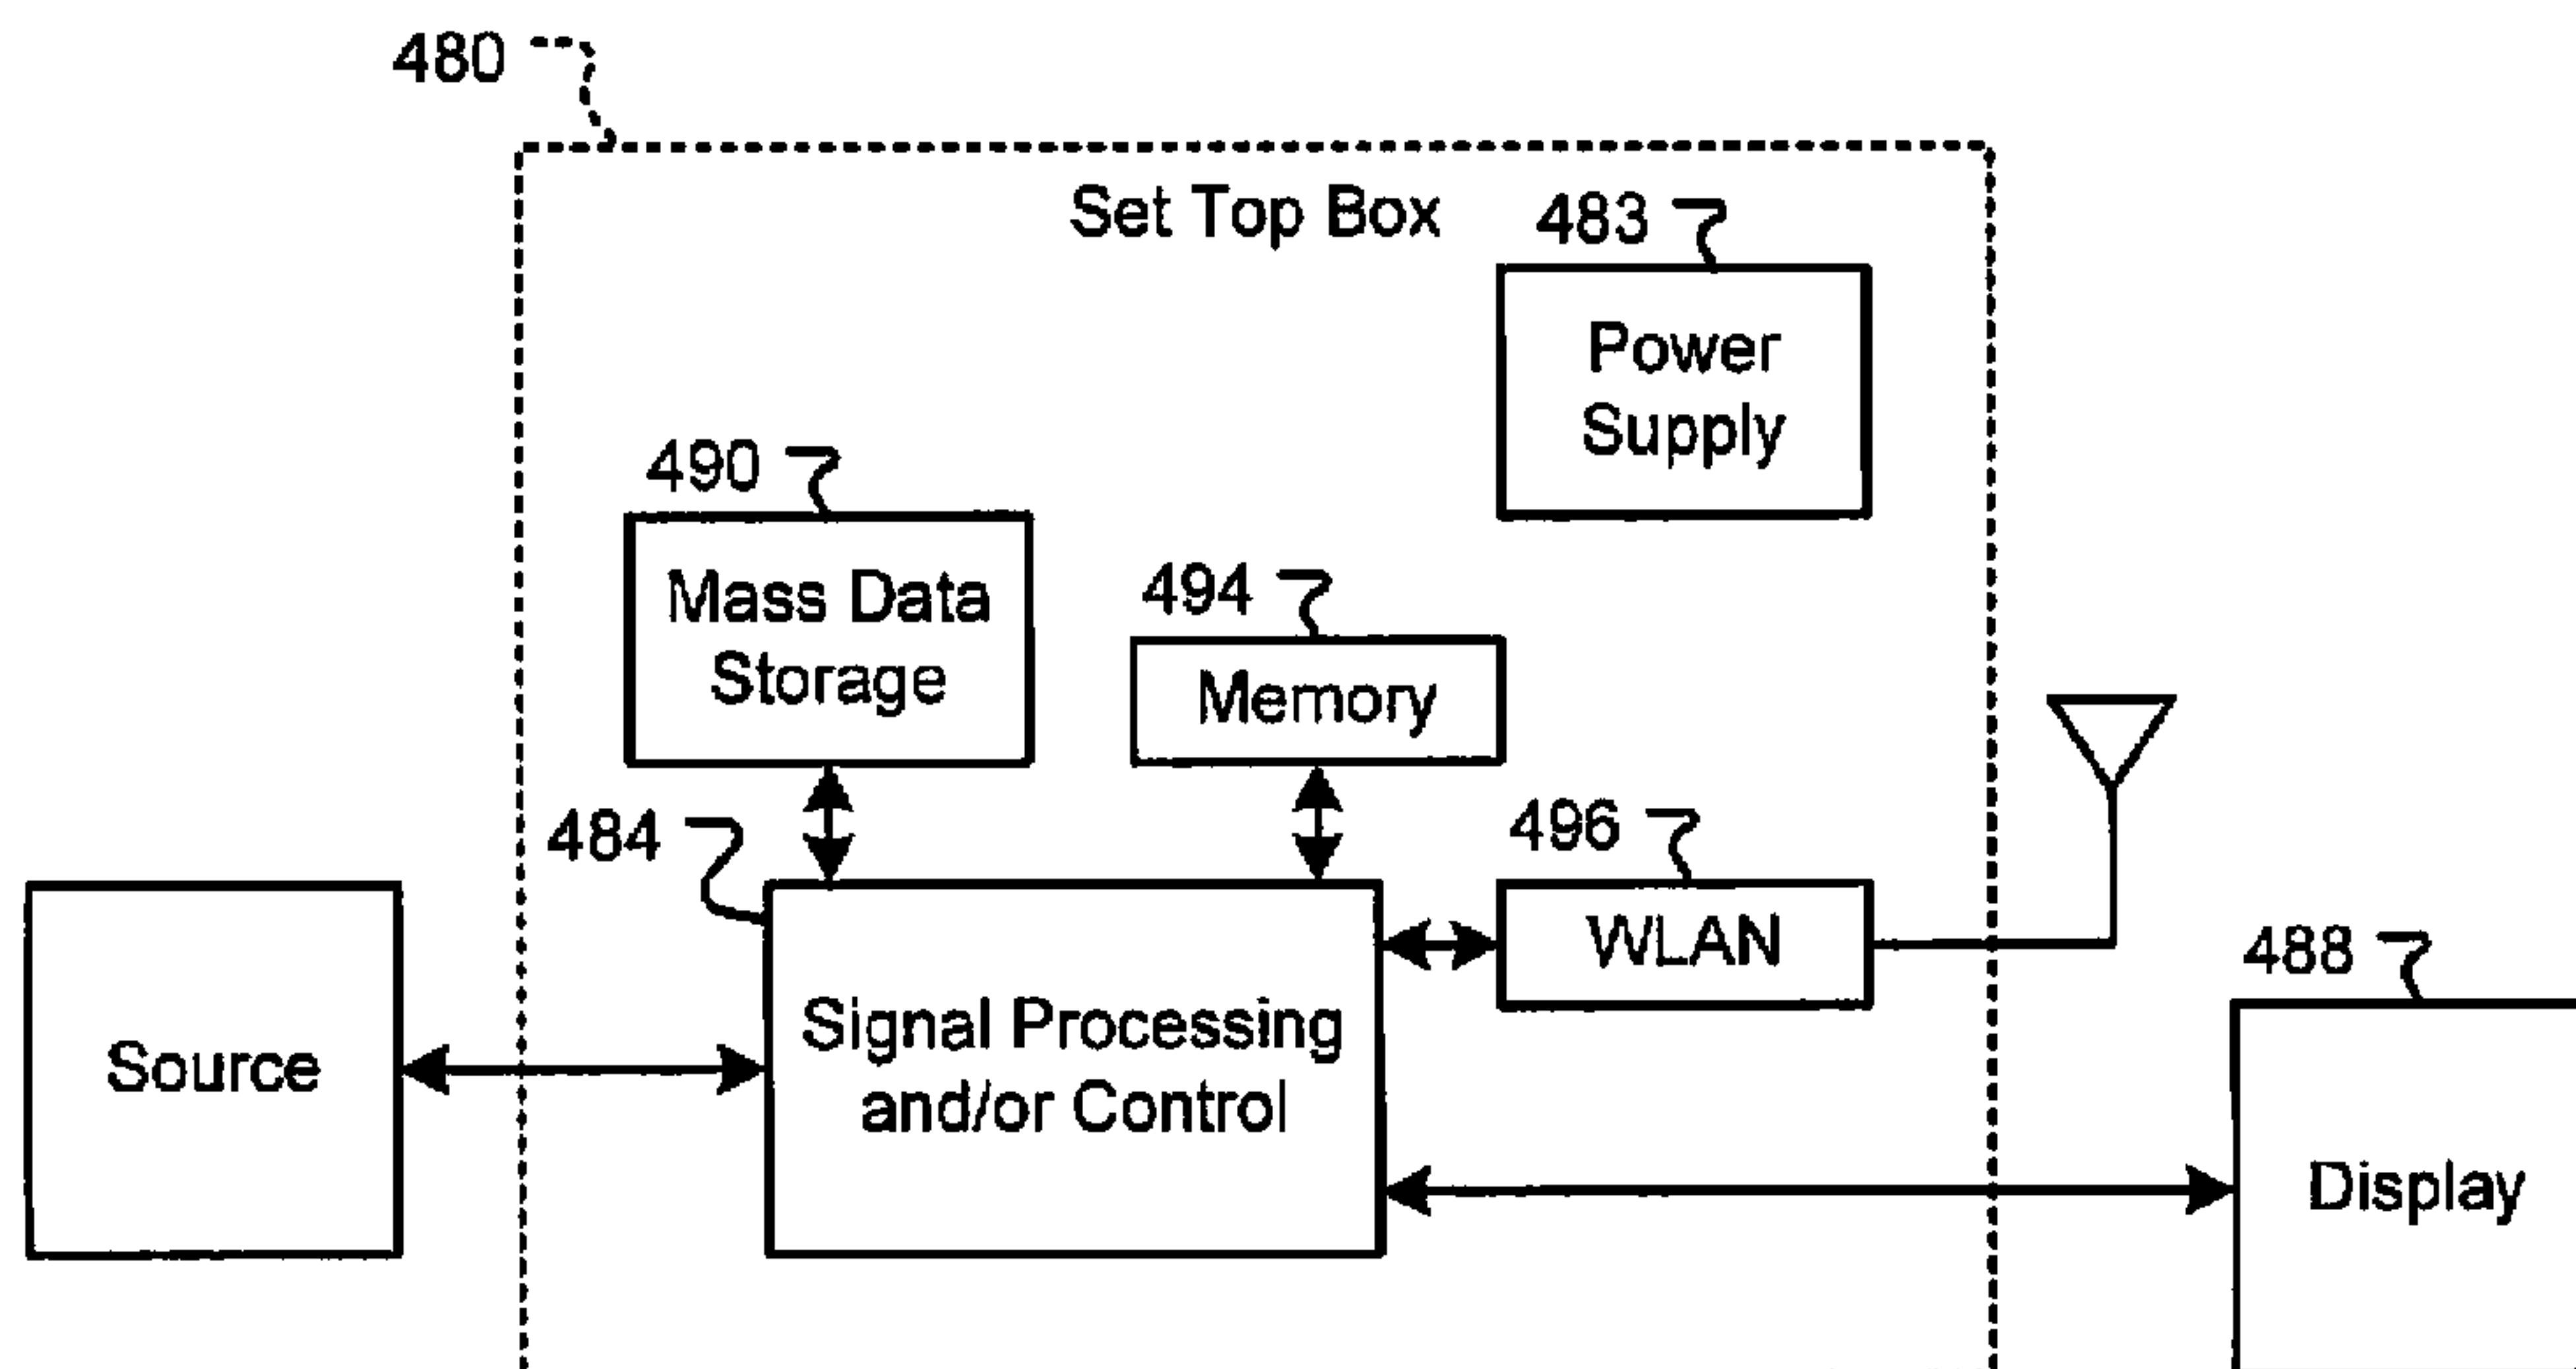 480
Set Top Box
483
Power
Supply
490
Mass Data
Storage
494
Memory
484
496
WLAN
Signal Processing
and/or Control
Source
488
Display